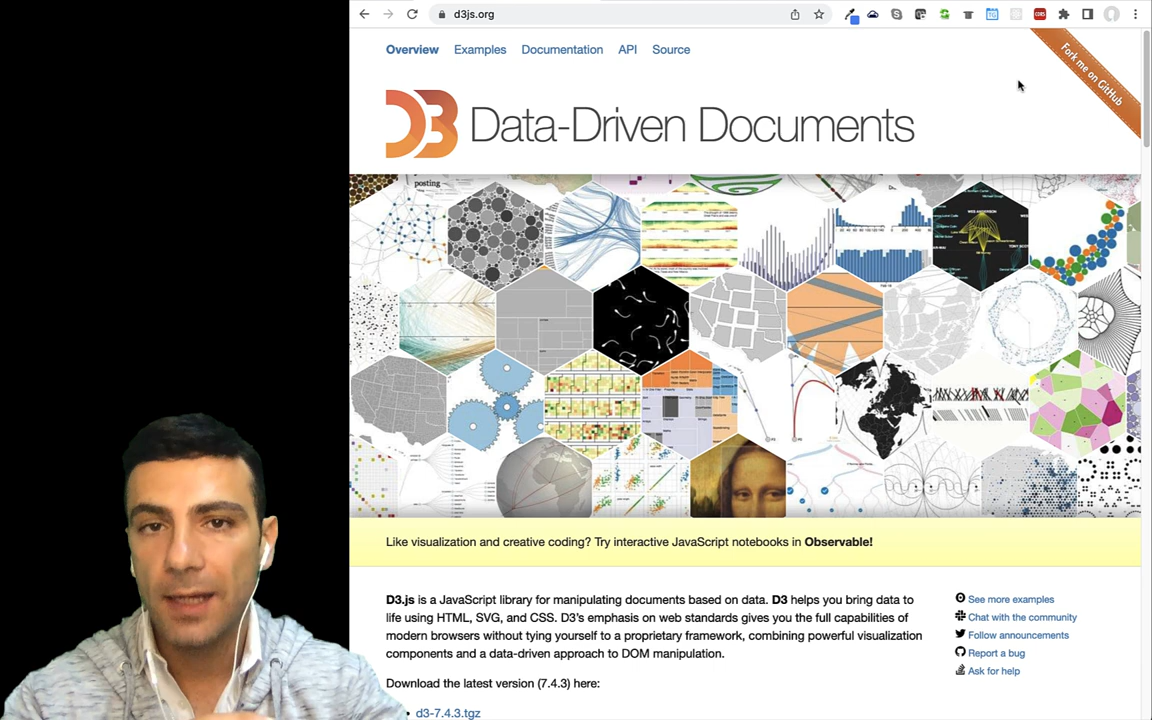 d3js.org
Overview Examples Documentation API Source
Fork me on GitHub
D3 Data-Driven Documents
posting
Like visualization and creative coding? Try interactive JavaScript notebooks in Observable!
D3.js is a JavaScript library for manipulating documents based on data. D3 helps you bring data to
life using HTML, SVG, and CSS. D3's emphasis on web standards gives you the full capabilities of
modern browsers without tying yourself to a proprietary framework, combining powerful visualization
components and a data-driven approach to DOM manipulation.
Download the latest version (7.4.3) here:
d3-7.4.3.tgz
See more examples
Chat with the community
Follow announcements
Report a bug
Ask for help